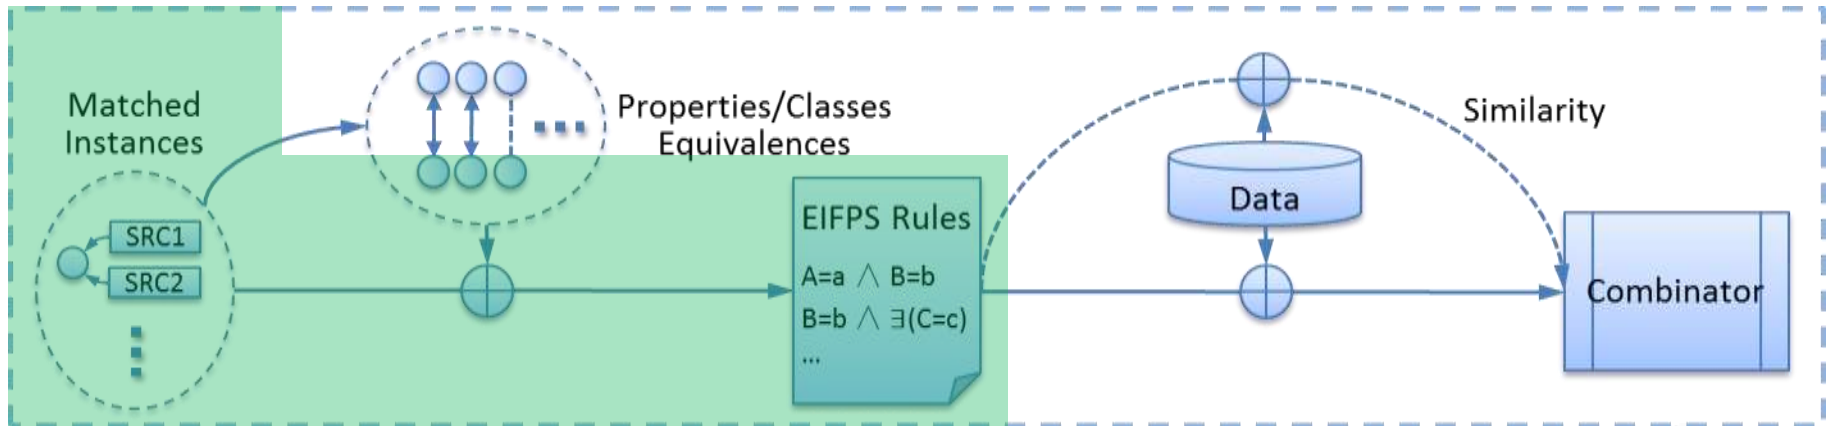 Matched
Instances
SRC1
SRC2
Properties/Classes
Equivalences
EIFPS Rules
A=a ∧ B=b
B=b ∧ ∃(C=c)
...
Data
Similarity
Combinator